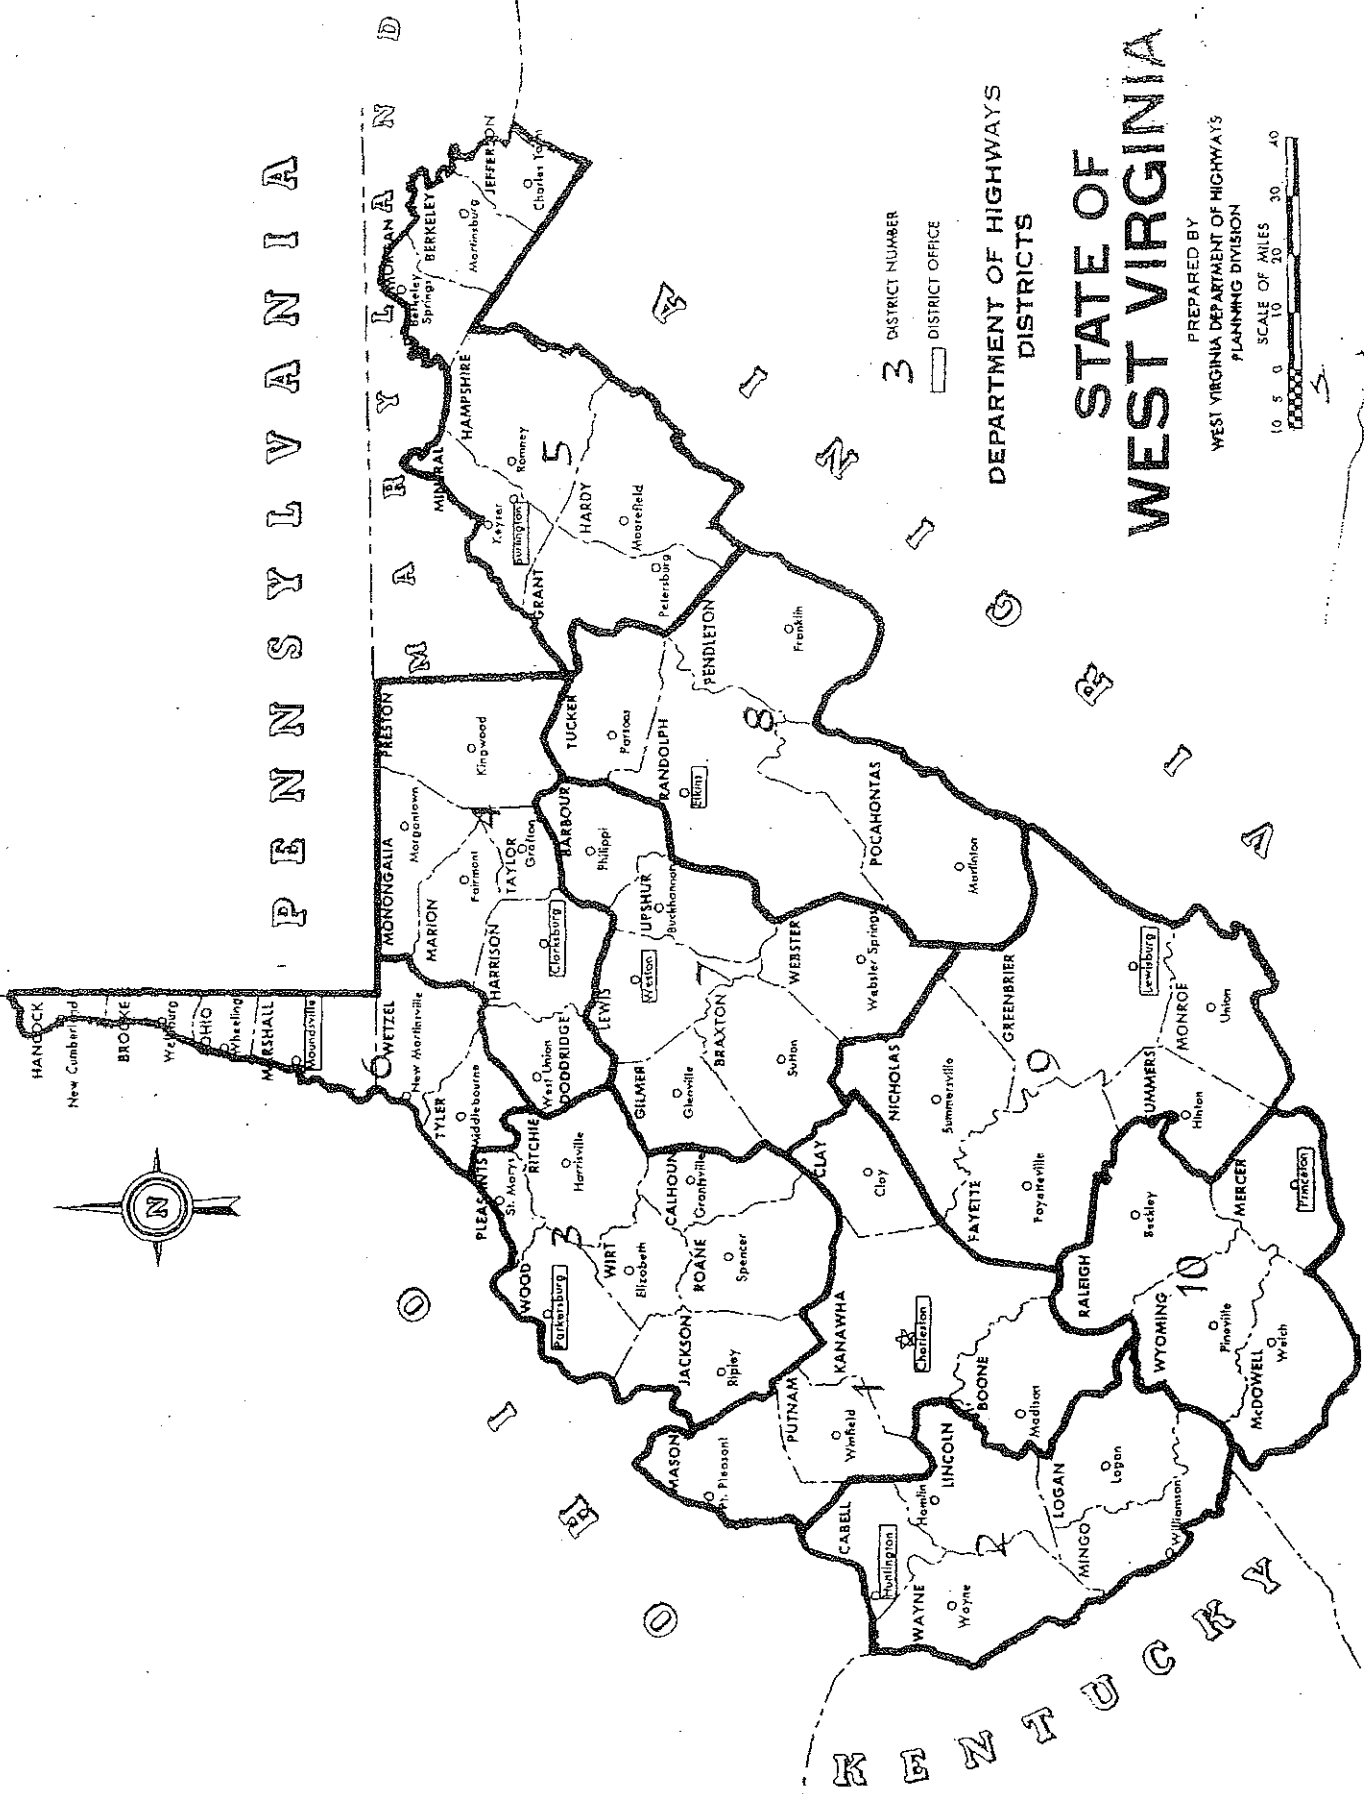 PENNSYLVANIA
MARYLAND
OHIO
KENTUCKY
VIRGINIA
N
HANCOCK
New Cumberland
BROOKE
Wellsburg
OHIO
Wheeling
MARSHALL
Moundsville
6
WETZEL
New Martinsville
TYLER
Middlebourne
PLEASANTS
St. Marys
RITCHIE
Harrisville
WOOD
Parkersburg
3
WIRT
Elizabeth
CALHOUN
Grantsville
ROANE
Spencer
JACKSON
Ripley
MONONGALIA
Morgantown
PRESTON
Kingwood
MARION
Fairmont
4
TAYLOR
Grafton
HARRISON
Clarksburg
DODDRIDGE
West Union
MORGAN
Berkeley
Springs
BERKELEY
Martinsburg
JEFFERSON
Charles Town
HAMPSHIRE
Romney
MINERAL
Keyser
Burlington
5
HARDY
Moorefield
GRANT
Petersburg
TUCKER
Parsons
RANDOLPH
Elkins
PENDLETON
Franklin
8
POCAHONTAS
Marlinton
BARBOUR
Philippi
UPSHUR
Buckhannon
LEWIS
Weston
7
GILMER
Glenville
BRAXTON
Sutton
WEBSTER
Webster Springs
NICHOLAS
Summersville
GREENBRIER
Lewisburg
9
FAYETTE
Fayetteville
MONROE
Union
SUMMERS
Hinton
CLAY
Clay
KANAWHA
Charleston
1
PUTNAM
Winfield
MASON
Pt. Pleasant
BOONE
Madison
CABELL
Huntington
LINCOLN
Hamlin
WAYNE
Wayne
2
LOGAN
Logan
MINGO
Williamson
RALEIGH
Beckley
MERCER
Princeton
10
WYOMING
Pineville
McDOWELL
Welch
3 DISTRICT NUMBER
DISTRICT OFFICE
DEPARTMENT OF HIGHWAYS
DISTRICTS
STATE OF
WEST VIRGINIA
PREPARED BY
WEST VIRGINIA DEPARTMENT OF HIGHWAYS
PLANNING DIVISION
SCALE OF MILES
10 5 0 10 20 30 40